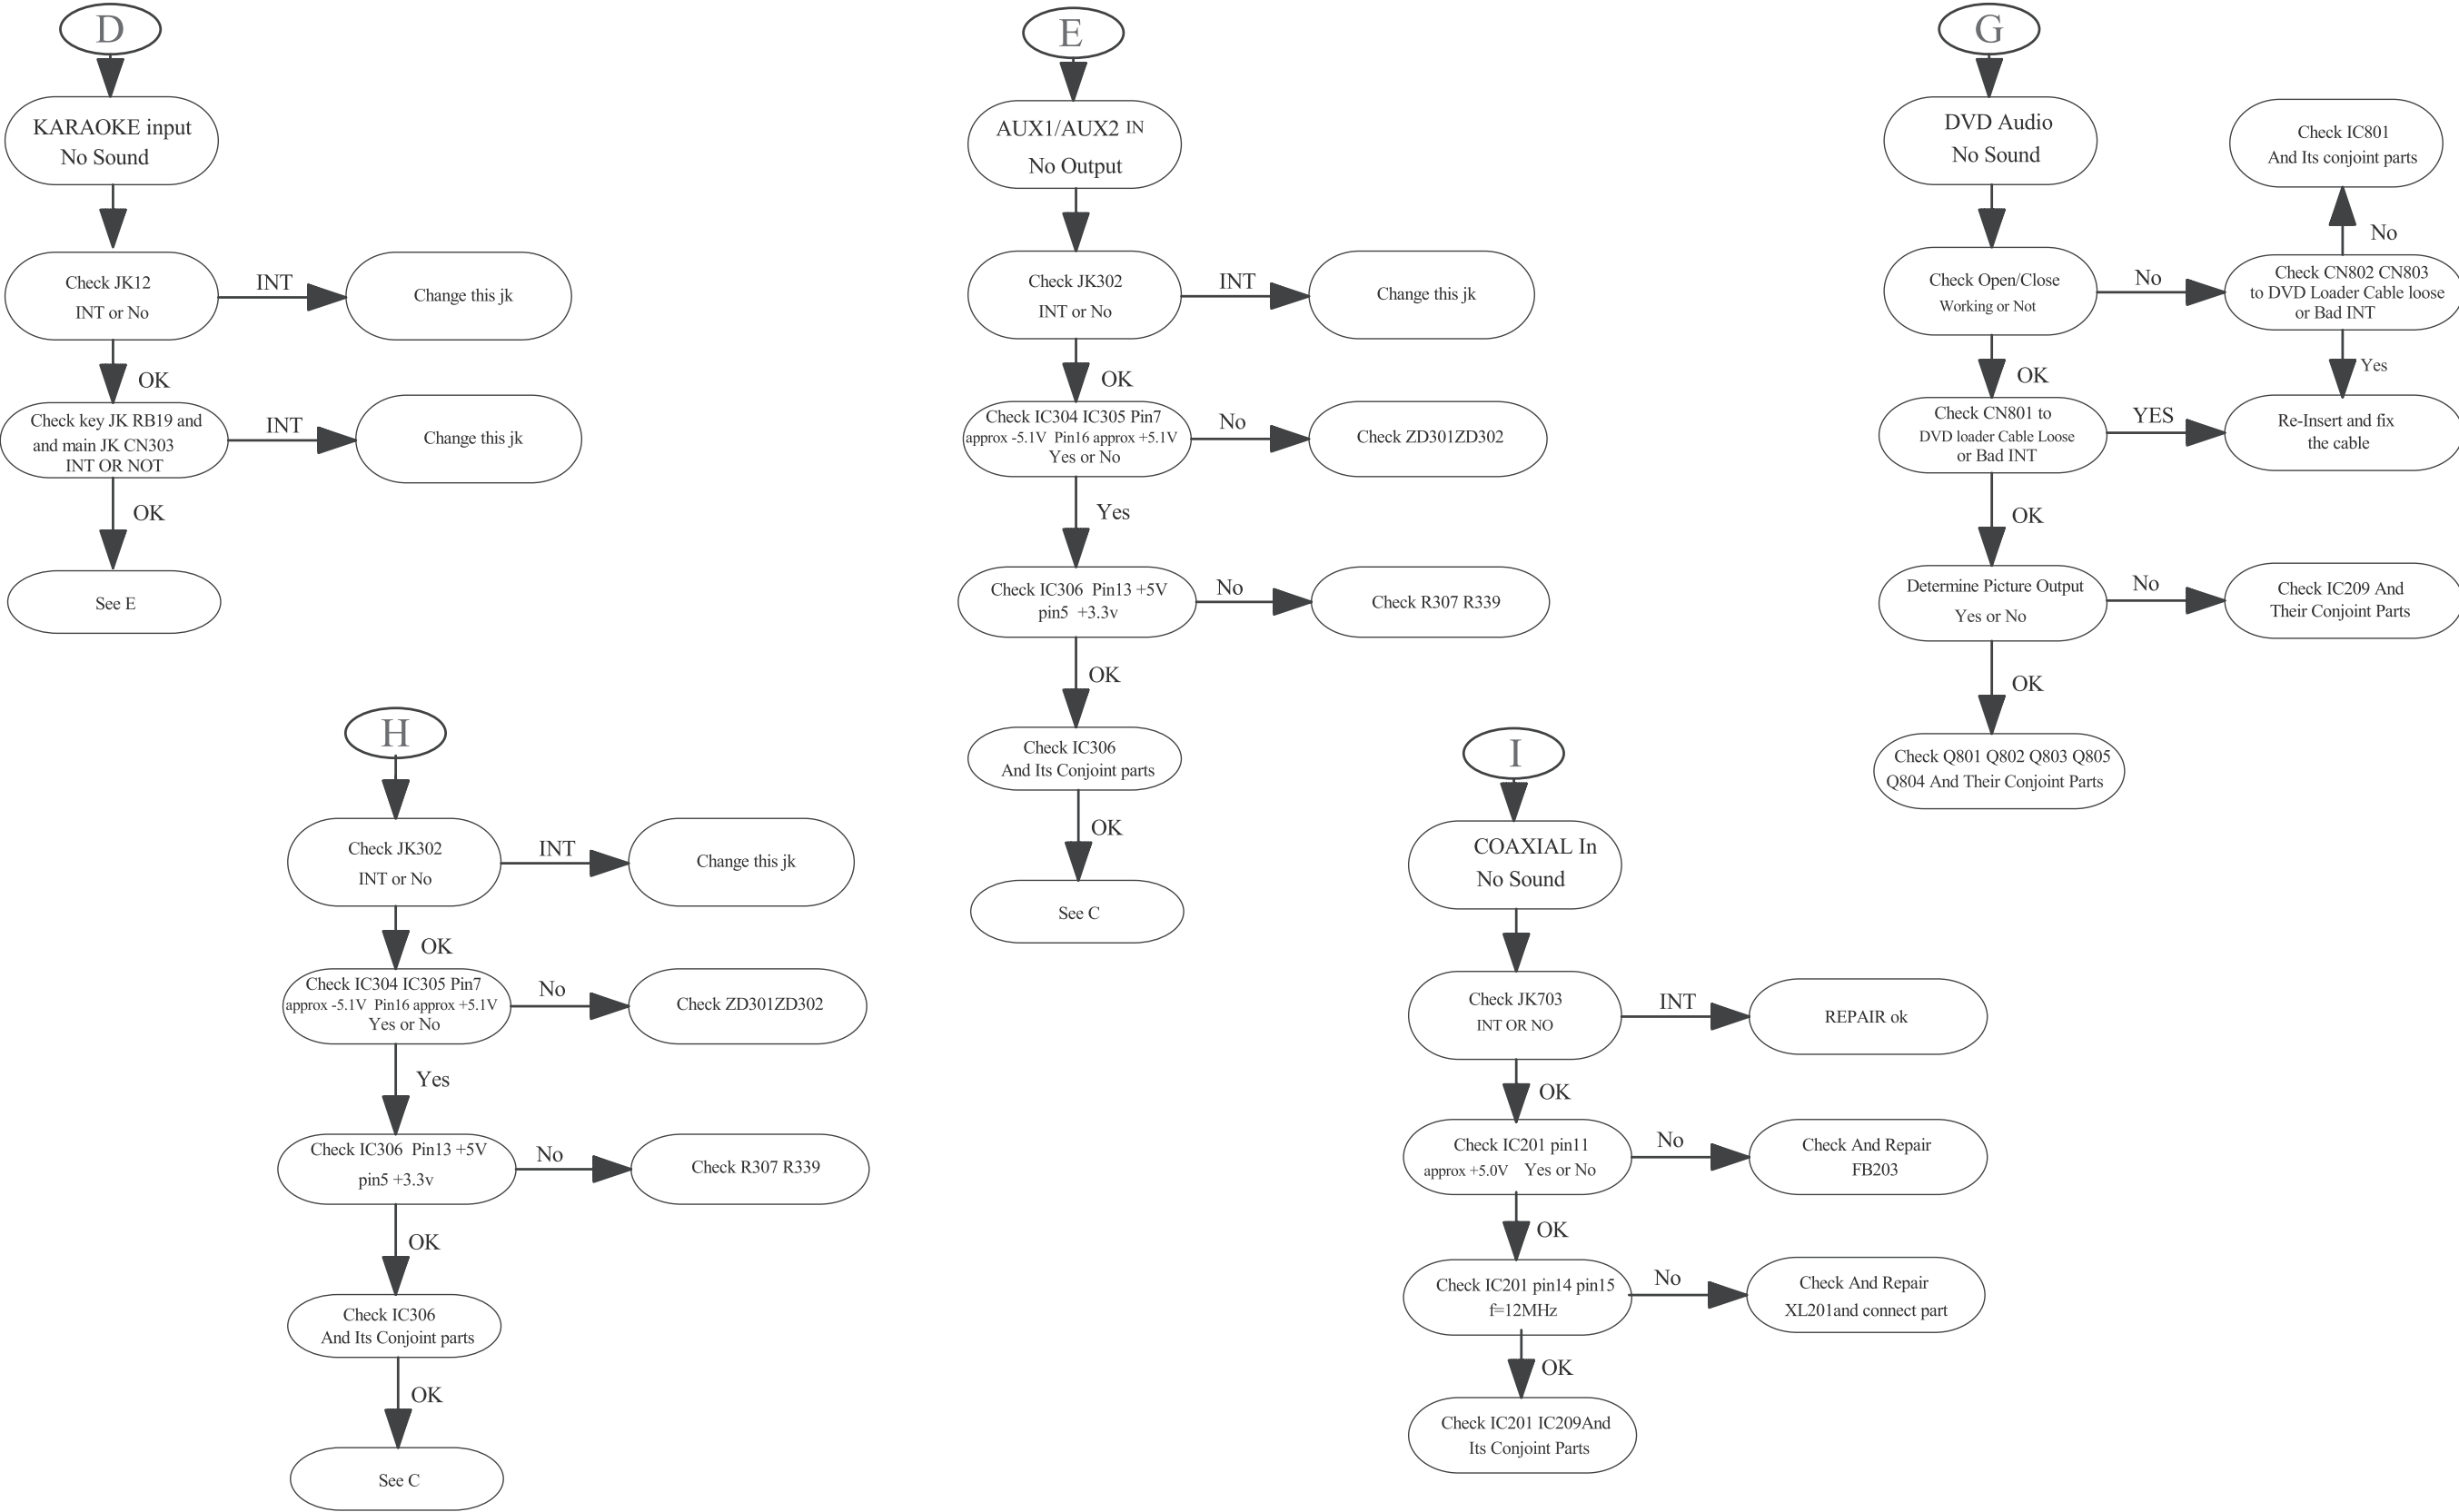 D
KARAOKE input
No Sound
Check JK12
INT or No
INT
Change this jk
OK
Check key JK RB19 and
and main JK CN303
INT OR NOT
INT
Change this jk
OK
See E
E
AUX1/AUX2 IN
No Output
Check JK302
INT or No
INT
Change this jk
OK
Check IC304 IC305 Pin7
approx -5.1V Pin16 approx +5.1V
Yes or No
No
Check ZD301ZD302
Yes
Check IC306 Pin13 +5V
pin5 +3.3v
No
Check R307 R339
OK
Check IC306
And Its Conjoint parts
OK
See C
G
DVD Audio
No Sound
Check IC801
And Its conjoint parts
No
Check Open/Close
Working or Not
No
Check CN802 CN803
to DVD Loader Cable loose
or Bad INT
Yes
OK
Check CN801 to
DVD loader Cable Loose
or Bad INT
YES
Re-Insert and fix
the cable
OK
Determine Picture Output
Yes or No
No
Check IC209 And
Their Conjoint Parts
OK
Check Q801 Q802 Q803 Q805
Q804 And Their Conjoint Parts
H
Check JK302
INT or No
INT
Change this jk
OK
Check IC304 IC305 Pin7
approx -5.1V Pin16 approx +5.1V
Yes or No
No
Check ZD301ZD302
Yes
Check IC306 Pin13 +5V
pin5 +3.3v
No
Check R307 R339
OK
Check IC306
And Its Conjoint parts
OK
See C
I
COAXIAL In
No Sound
Check JK703
INT OR NO
INT
REPAIR ok
OK
Check IC201 pin11
approx +5.0V Yes or No
No
Check And Repair
FB203
OK
Check IC201 pin14 pin15
f=12MHz
No
Check And Repair
XL201and connect part
OK
Check IC201 IC209And
Its Conjoint Parts